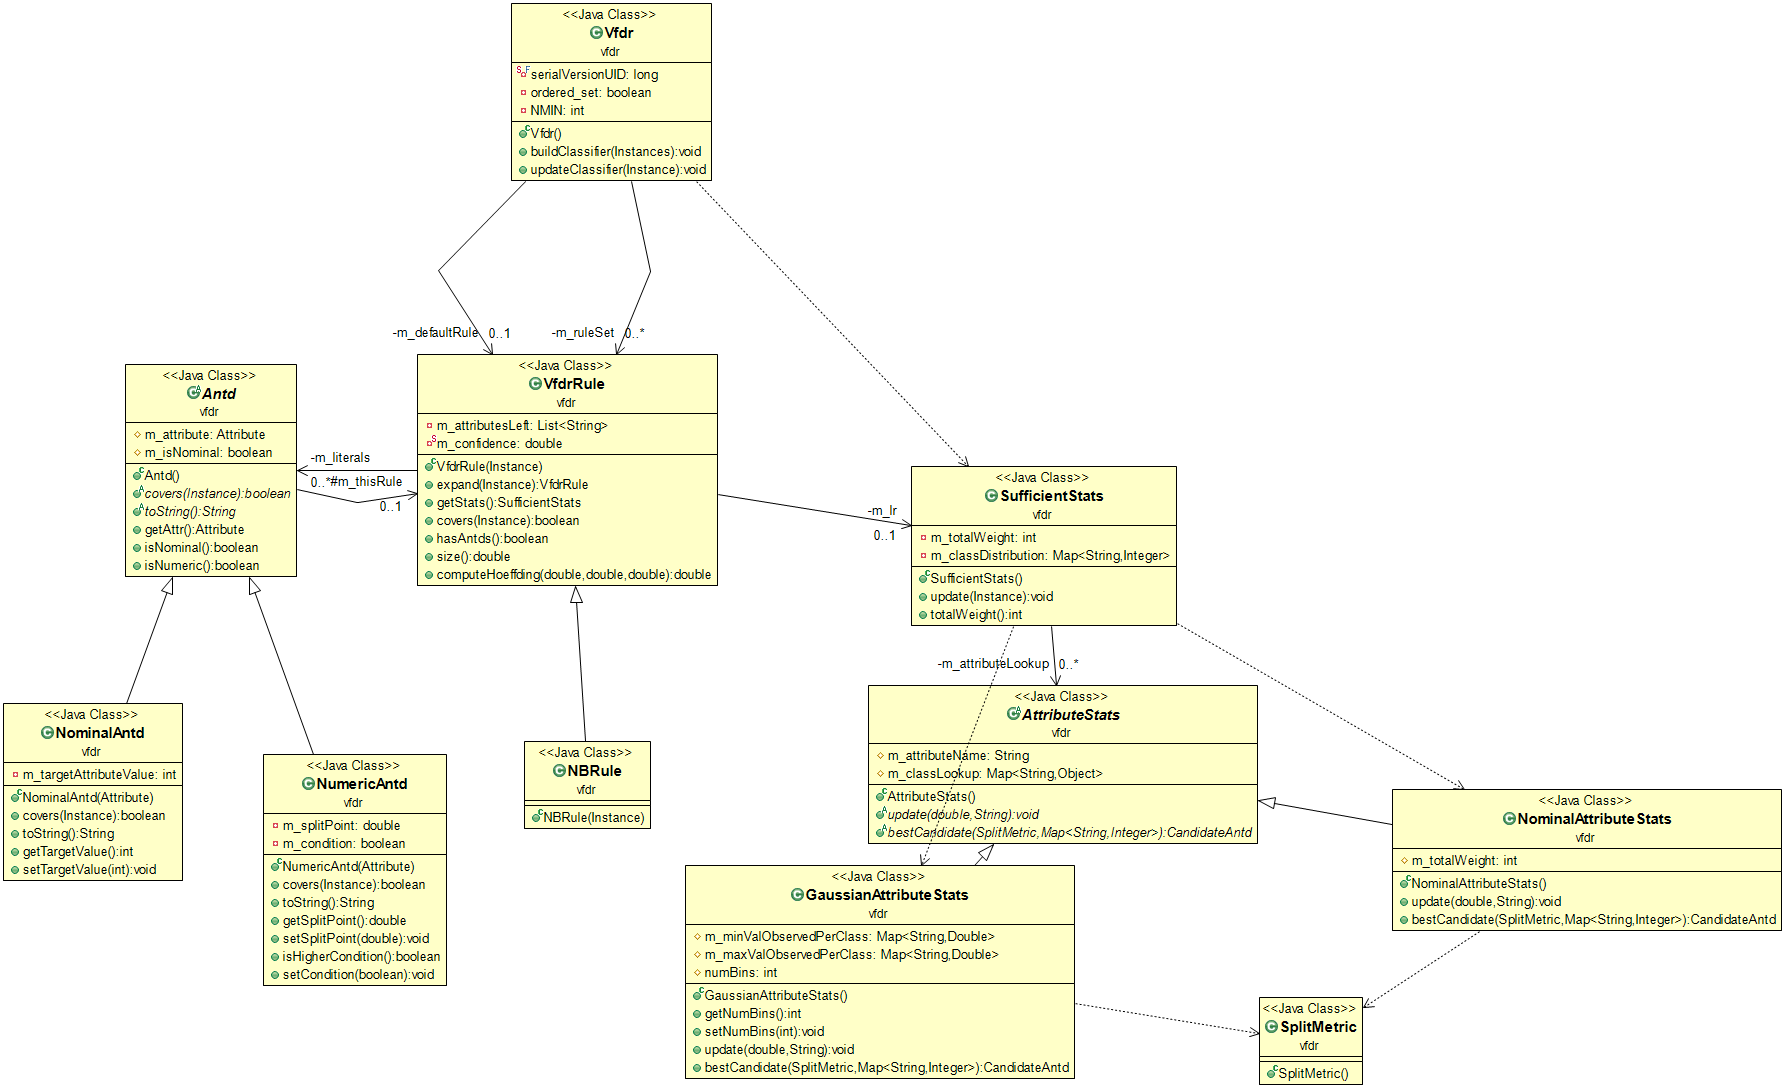 <<Java Class>>
Vfdr
vfdr
serialVersionUID: long
ordered_set: boolean
NMIN: int
Vfdr()
buildClassifier(Instances):void
updateClassifier(Instance):void
-m_defaultRule 0..1
-m_ruleSet 0..*
<<Java Class>>
Antd
vfdr
m_attribute: Attribute
m_isNominal: boolean
Antd()
covers(Instance):boolean
toString():String
getAttr():Attribute
isNominal():boolean
isNumeric():boolean
-m_literals
0..*
#m_thisRule
0..1
<<Java Class>>
VfdrRule
vfdr
m_attributesLeft: List<String>
m_confidence: double
VfdrRule(Instance)
expand(Instance):VfdrRule
getStats():SufficientStats
covers(Instance):boolean
hasAntds():boolean
size():double
computeHoeffding(double,double,double):double
-m_lr
0..1
<<Java Class>>
SufficientStats
vfdr
m_totalWeight: int
m_classDistribution: Map<String,Integer>
SufficientStats()
update(Instance):void
totalWeight():int
-m_attributeLookup 0..*
<<Java Class>>
AttributeStats
vfdr
m_attributeName: String
m_classLookup: Map<String,Object>
AttributeStats()
update(double,String):void
bestCandidate(SplitMetric,Map<String,Integer>):CandidateAntd
<<Java Class>>
NominalAntd
vfdr
m_targetAttributeValue: int
NominalAntd(Attribute)
covers(Instance):boolean
toString():String
getTargetValue():int
setTargetValue(int):void
<<Java Class>>
NumericAntd
vfdr
m_splitPoint: double
m_condition: boolean
NumericAntd(Attribute)
covers(Instance):boolean
toString():String
getSplitPoint():double
setSplitPoint(double):void
isHigherCondition():boolean
setCondition(boolean):void
<<Java Class>>
NBRule
vfdr
NBRule(Instance)
<<Java Class>>
NominalAttributeStats
vfdr
m_totalWeight: int
NominalAttributeStats()
update(double,String):void
bestCandidate(SplitMetric,Map<String,Integer>):CandidateAntd
<<Java Class>>
GaussianAttributeStats
vfdr
m_minValObservedPerClass: Map<String,Double>
m_maxValObservedPerClass: Map<String,Double>
numBins: int
GaussianAttributeStats()
getNumBins():int
setNumBins(int):void
update(double,String):void
bestCandidate(SplitMetric,Map<String,Integer>):CandidateAntd
<<Java Class>>
SplitMetric
vfdr
SplitMetric()